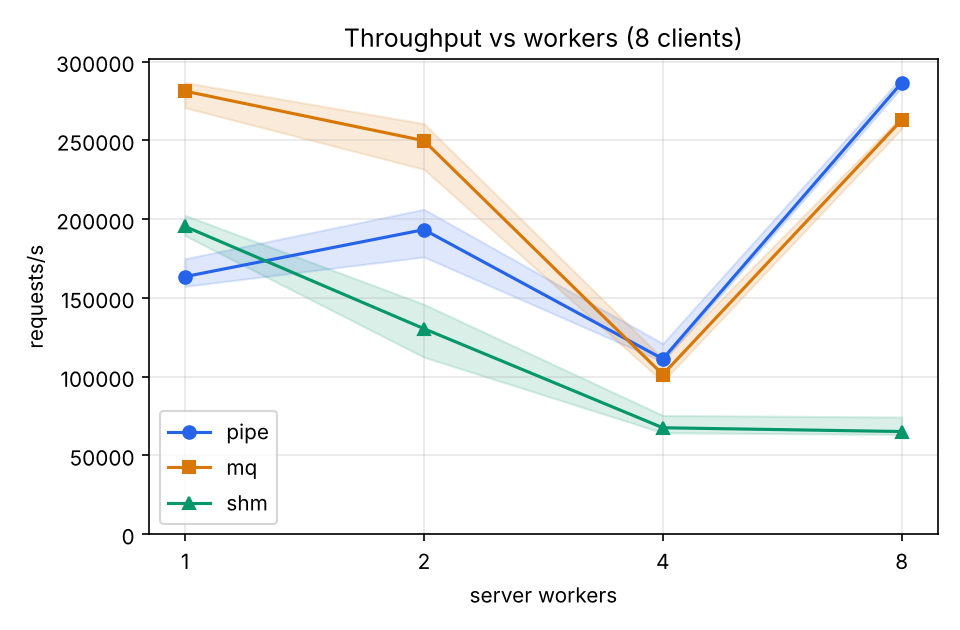 Throughput vs workers (8 clients)
300000
250000
200000
150000
100000
50000
0
requests/s
pipe
mq
shm
1 2 4 8
server workers